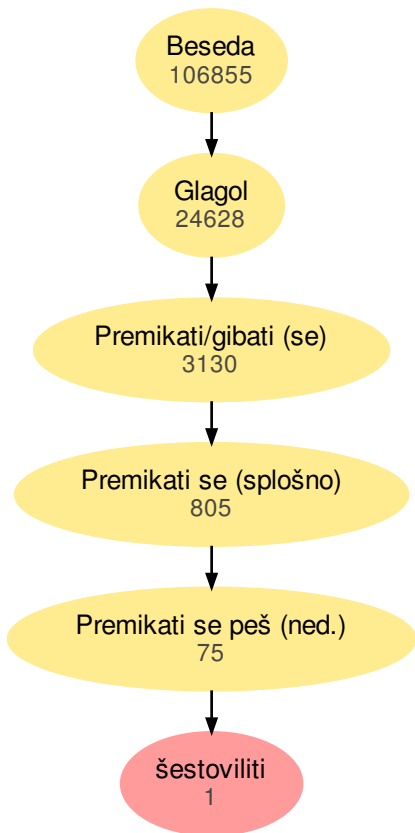 Beseda
106855
Glagol
24628
Premikati/gibati (se)
3130
Premikati se (splošno)
805
Premikati se peš (ned.)
75
šestoviliti
1